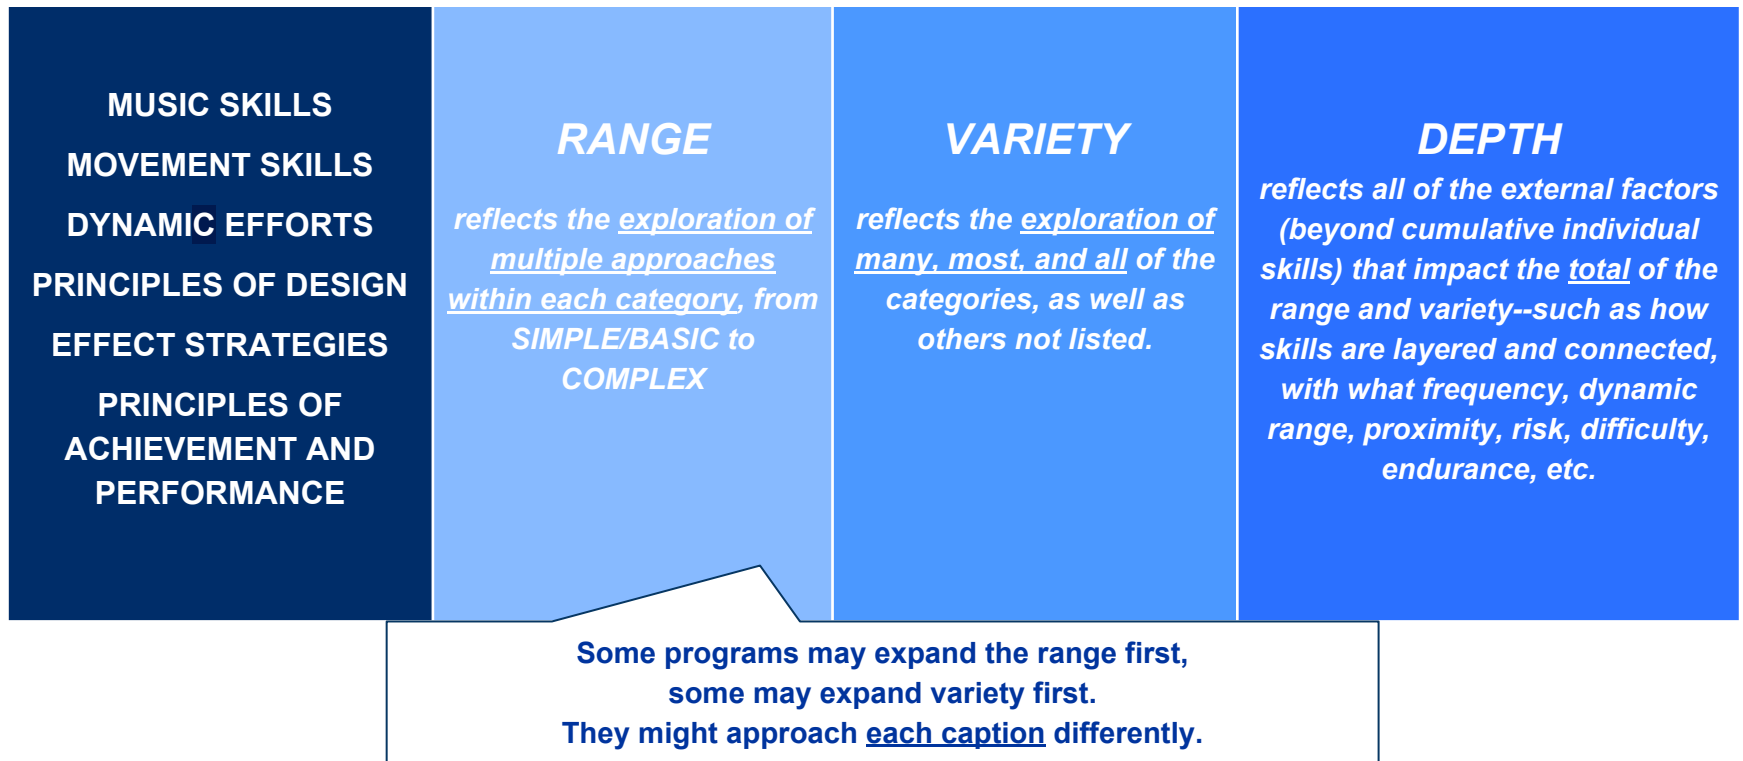 MUSIC SKILLS
MOVEMENT SKILLS
DYNAMIC EFFORTS
PRINCIPLES OF DESIGN
EFFECT STRATEGIES
PRINCIPLES OF
ACHIEVEMENT AND
PERFORMANCE
RANGE
reflects the exploration of
multiple approaches
within each category, from
SIMPLE/BASIC to
COMPLEX
VARIETY
reflects the exploration of
many, most, and all of the
categories, as well as
others not listed.
DEPTH
reflects all of the external factors
(beyond cumulative individual
skills) that impact the total of the
range and variety--such as how
skills are layered and connected,
with what frequency, dynamic
range, proximity, risk, difficulty,
endurance, etc.
Some programs may expand the range first,
some may expand variety first.
They might approach each caption differently.